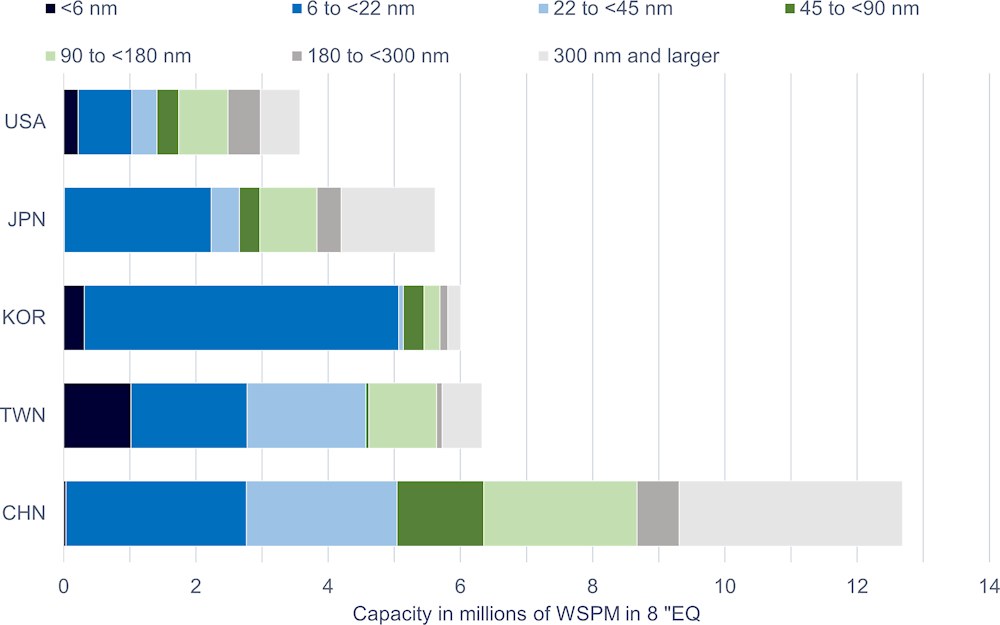 <6 nm 6 to <22 nm 22 to <45 nm 45 to <90 nm
90 to <180 nm 180 to <300 nm 300 nm and larger
USA
JPN
KOR
TWN
CHN
0 2 4 6 8 10 12 14
Capacity in millions of WSPM in 8 "EQ